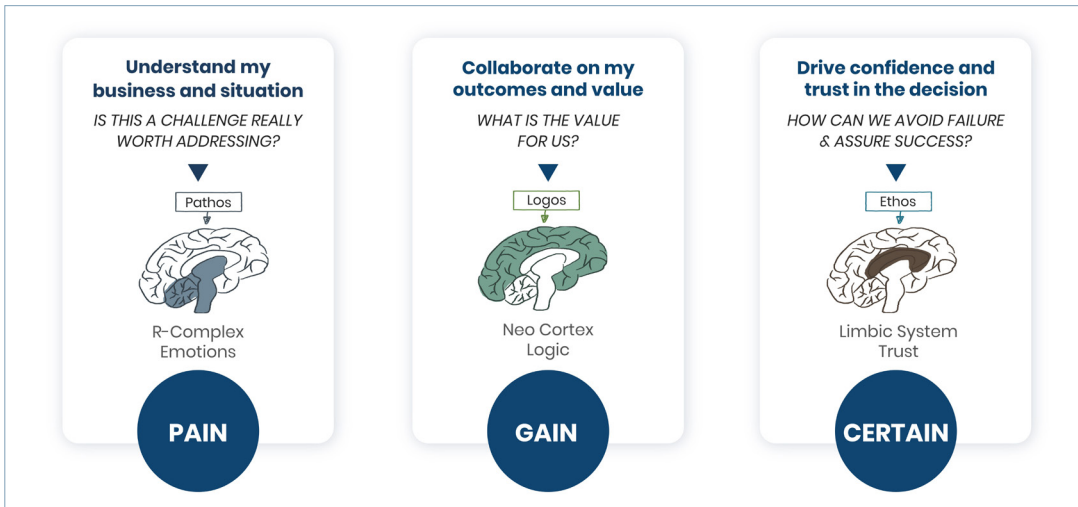 Understand my
business and situation
IS THIS A CHALLENGE REALLY
WORTH ADDRESSING?
Pathos
R-Complex
Emotions
PAIN
Collaborate on my
outcomes and value
WHAT IS THE VALUE
FOR US?
Logos
Neo Cortex
Logic
GAIN
Drive confidence and
trust in the decision
HOW CAN WE AVOID FAILURE
& ASSURE SUCCESS?
Ethos
Limbic System
Trust
CERTAIN